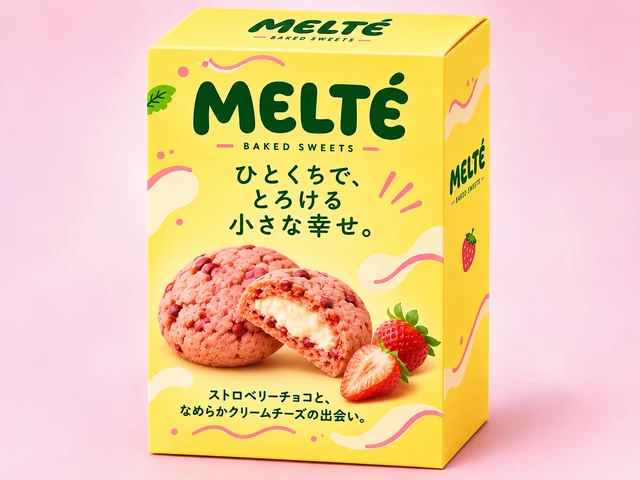 MELTÉ
BAKED SWEETS
MELTÉ
BAKED SWEETS
ひとくちで、
とろける
小さな幸せ。
ストロベリーチョコと、
なめらかクリームチーズの出会い。
MELTÉ
BAKED SWEETS